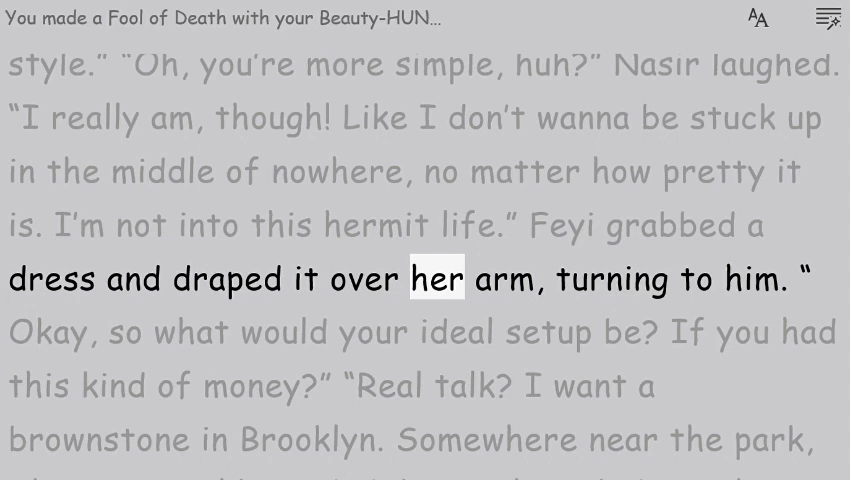 You made a Fool of Death with your Beauty-HUN...
style.” “Oh, you’re more simple, huh?” Nasir laughed.
“I really am, though! Like I don’t wanna be stuck up
in the middle of nowhere, no matter how pretty it
is. I’m not into this hermit life.” Feyi grabbed a
dress and draped it over her arm, turning to him. “
Okay, so what would your ideal setup be? If you had
this kind of money?” “Real talk? I want a
brownstone in Brooklyn. Somewhere near the park,